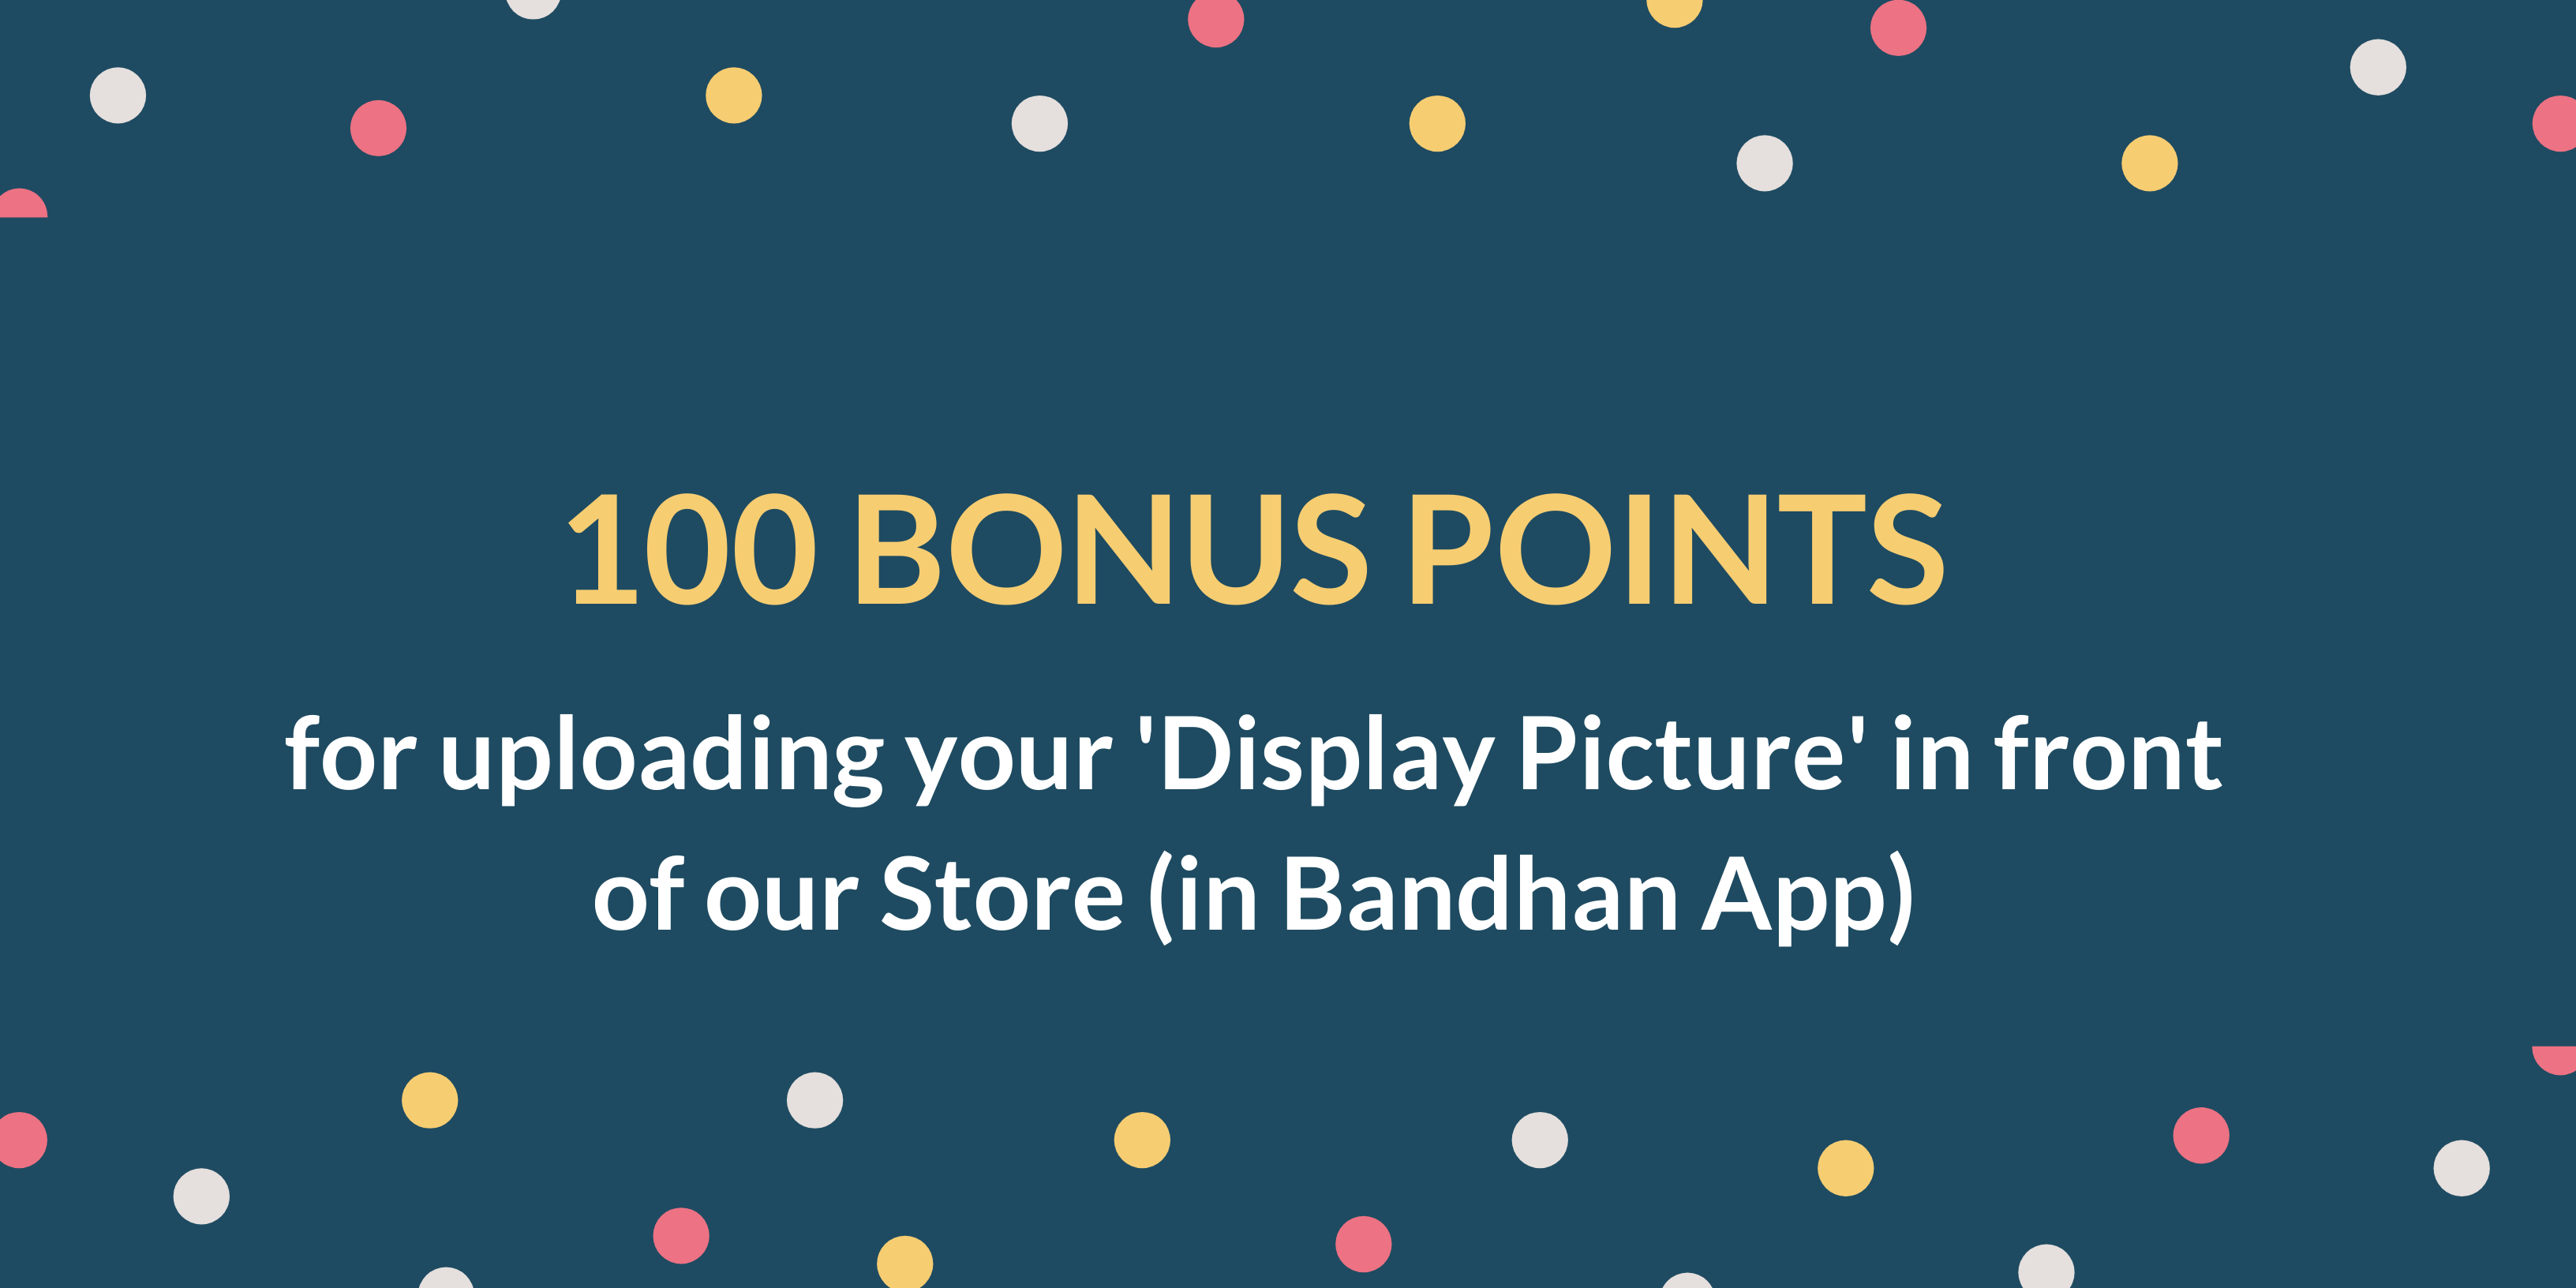 100 BONUS POINTS
for uploading your 'Display Picture' in front
of our Store (in Bandhan App)